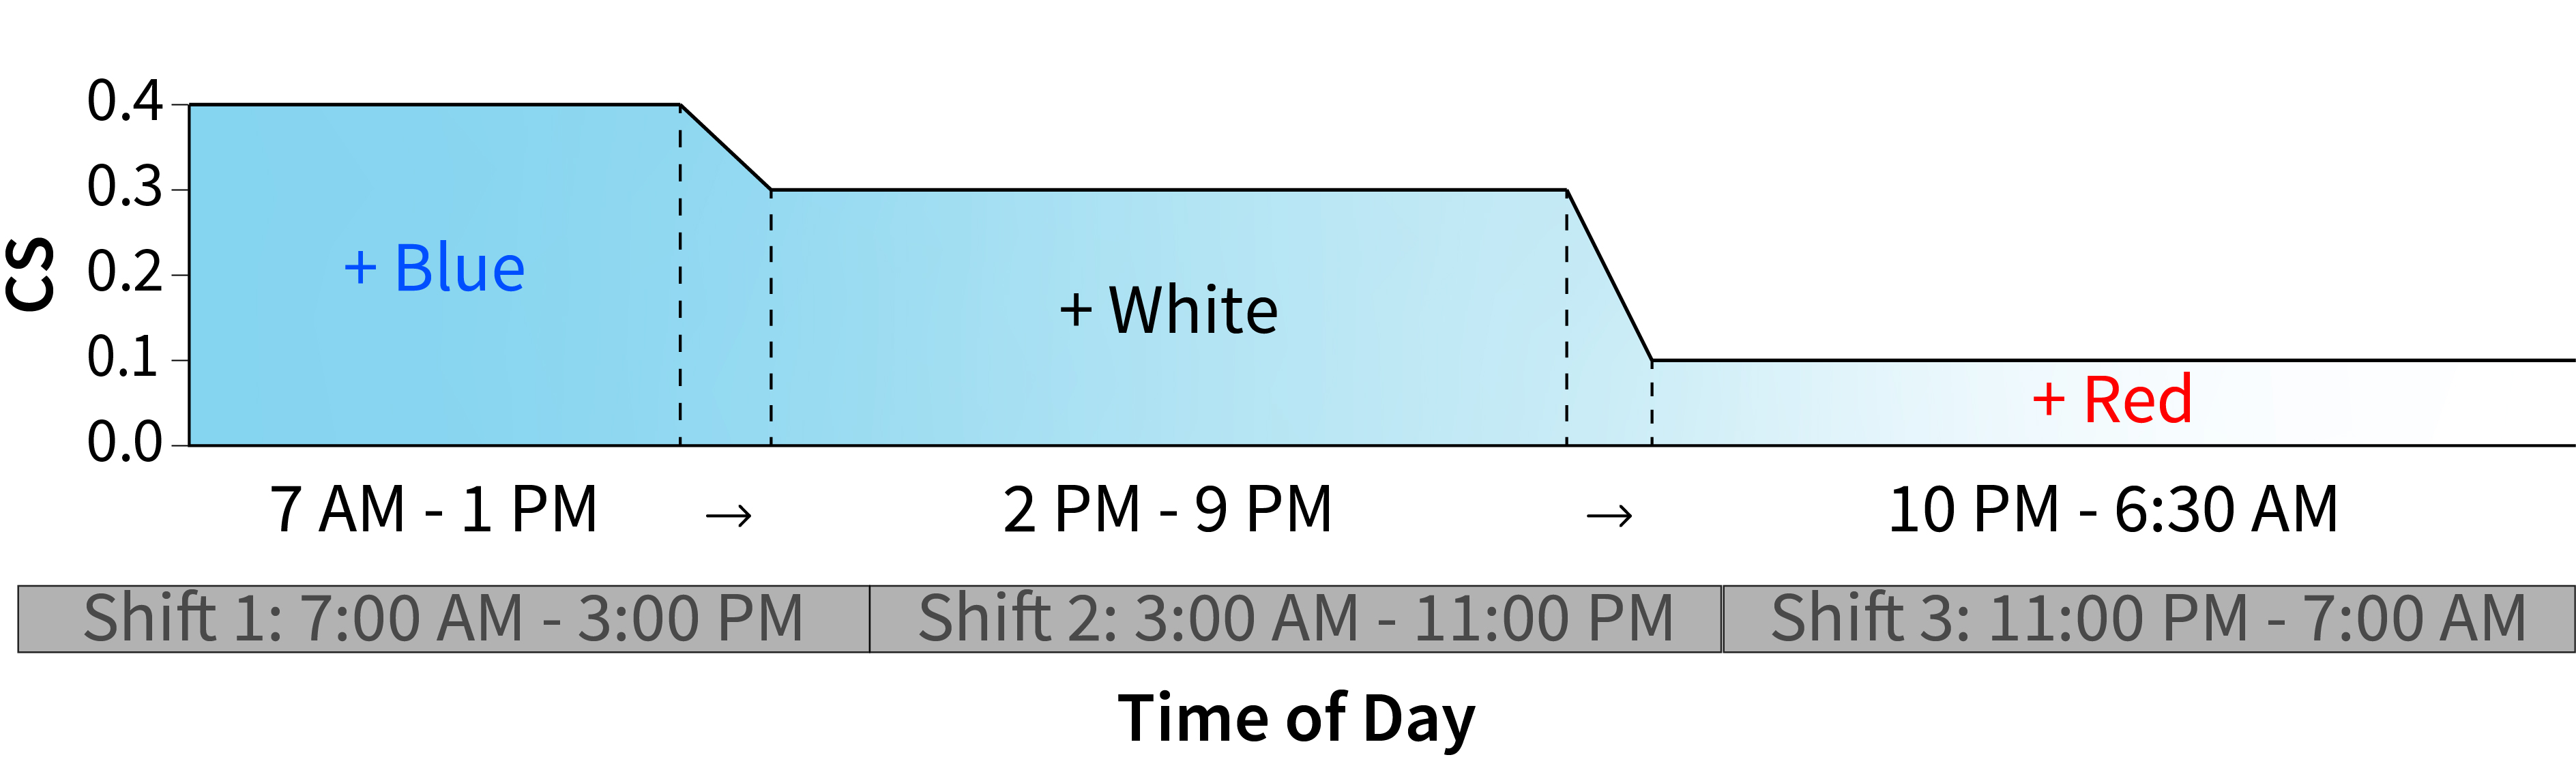 0.4
0.3
0.2
0.1
0.0
CS
+ Blue
+ White
+ Red
7 AM - 1 PM → 2 PM - 9 PM → 10 PM - 6:30 AM
Shift 1: 7:00 AM - 3:00 PM Shift 2: 3:00 AM - 11:00 PM Shift 3: 11:00 PM - 7:00 AM
Time of Day